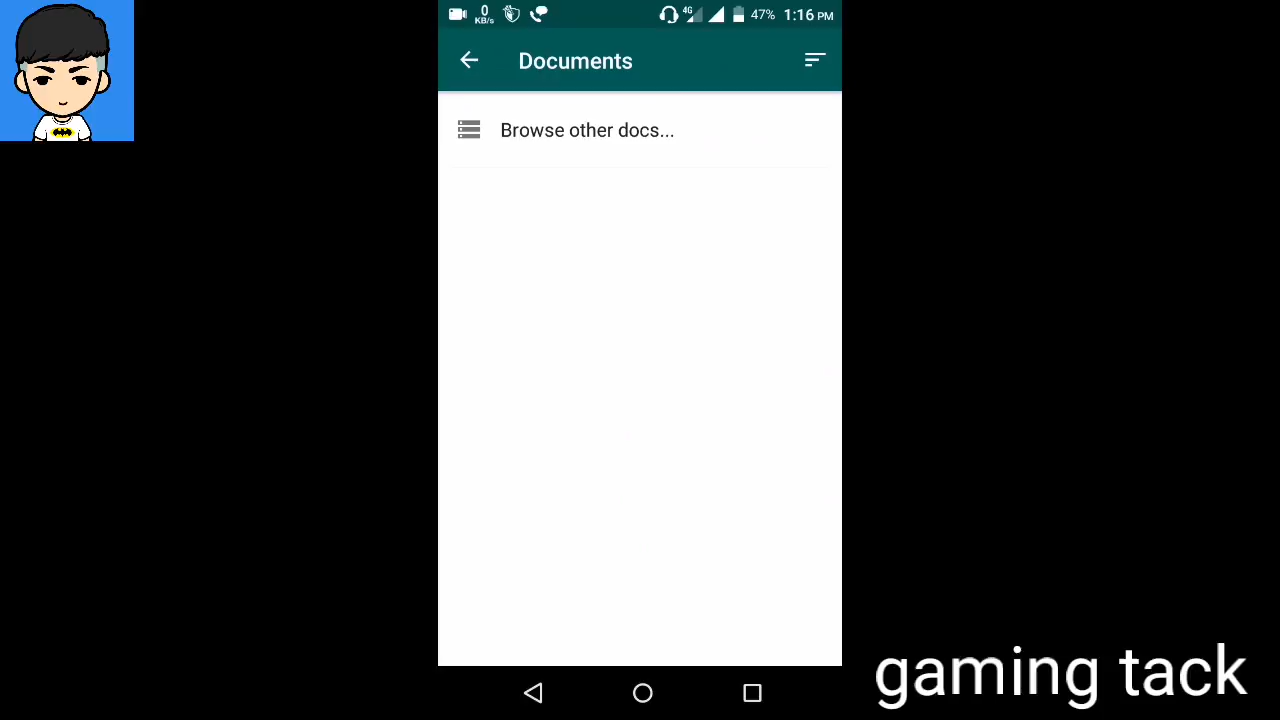 0 KB/s 4G 47% 1:16 PM
Documents
Browse other docs...
gaming tack